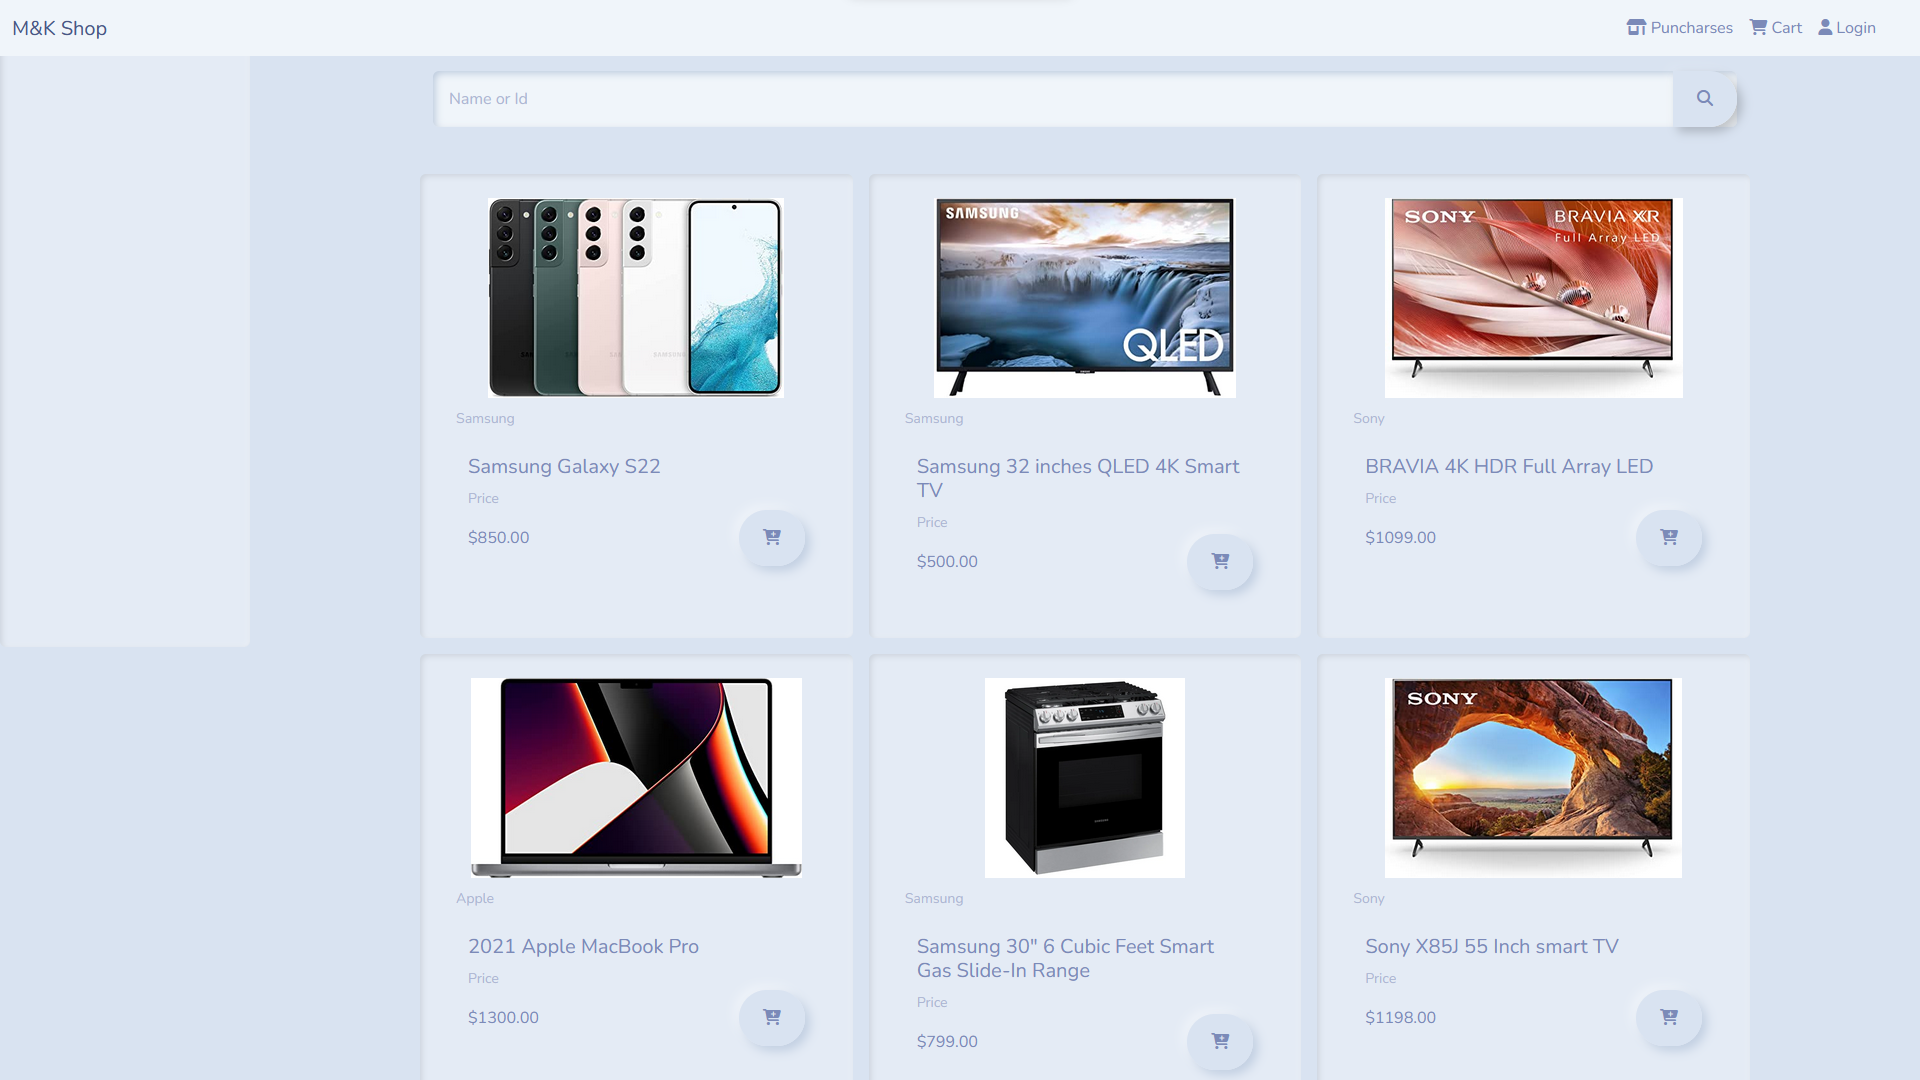 M&K Shop
Puncharses Cart Login
Name or Id
SAMSUNG
QLED
SONY
BRAVIA XR
Full Array LED
Samsung
Samsung Galaxy S22
Price
$850.00
Samsung
Samsung 32 inches QLED 4K Smart
TV
Price
$500.00
Sony
BRAVIA 4K HDR Full Array LED
Price
$1099.00
SONY
Apple
2021 Apple MacBook Pro
Price
$1300.00
Samsung
Samsung 30" 6 Cubic Feet Smart
Gas Slide-In Range
Price
$799.00
Sony
Sony X85J 55 Inch smart TV
Price
$1198.00